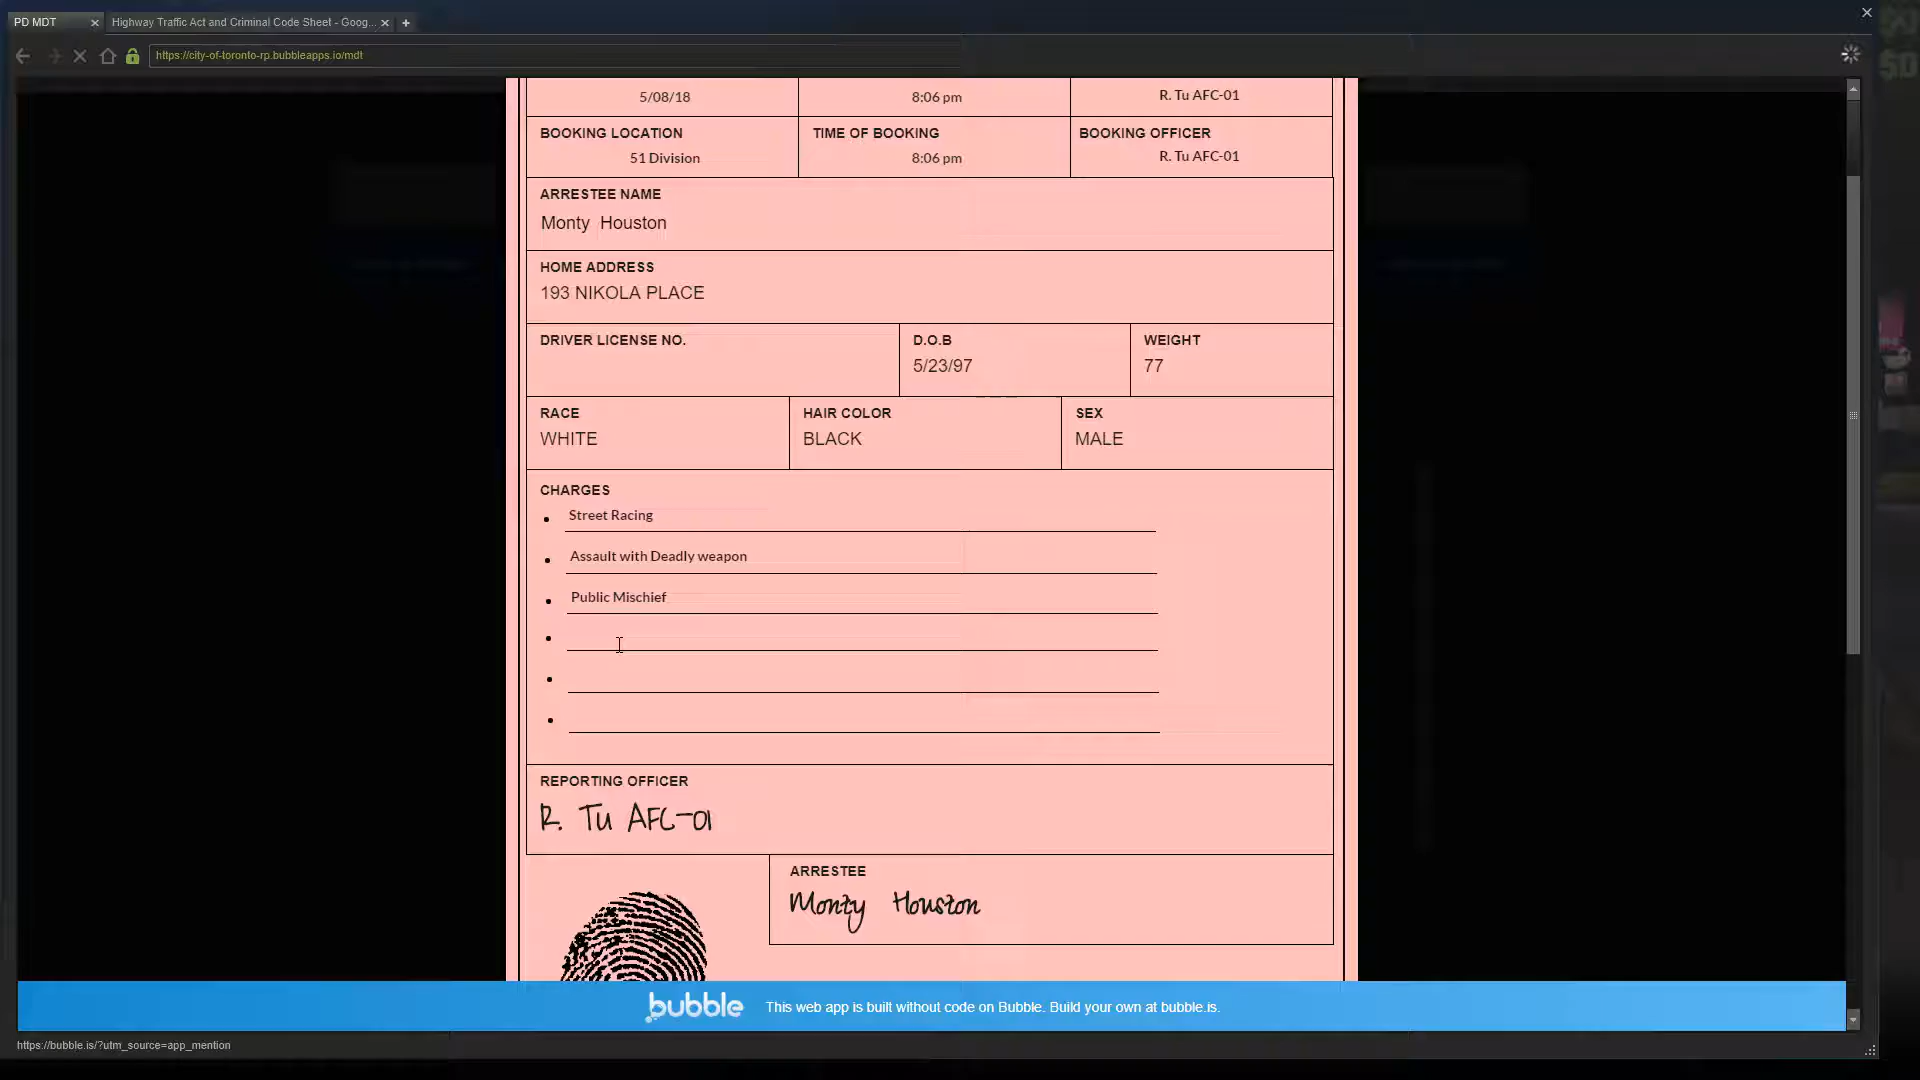 PD MDT
Highway Traffic Act and Criminal Code Sheet - Goog...
https://city-of-toronto-rp.bubbleapps.io/mdt
5/08/18 8:06 pm R. Tu AFC-01
BOOKING LOCATION TIME OF BOOKING BOOKING OFFICER
51 Division 8:06 pm R. Tu AFC-01
ARRESTEE NAME
Monty Houston
HOME ADDRESS
193 NIKOLA PLACE
DRIVER LICENSE NO. D.O.B WEIGHT
5/23/97 77
RACE HAIR COLOR SEX
WHITE BLACK MALE
CHARGES
Street Racing
Assault with Deadly weapon
Public Mischief
REPORTING OFFICER
R. Tu AFC-01
ARRESTEE
Monty Houston
bubble This web app is built without code on Bubble. Build your own at bubble.is.
https://bubble.is/?utm_source=app_mention